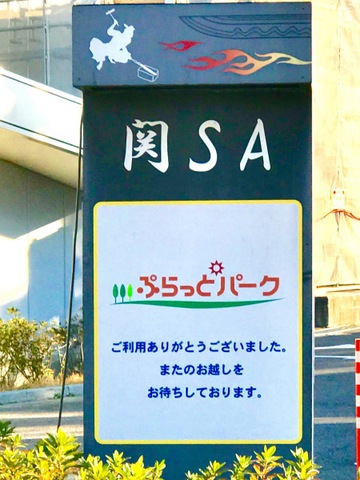 関SA
ぷらっとパーク
ご利用ありがとうございました。
またのお越しを
お待ちしております。